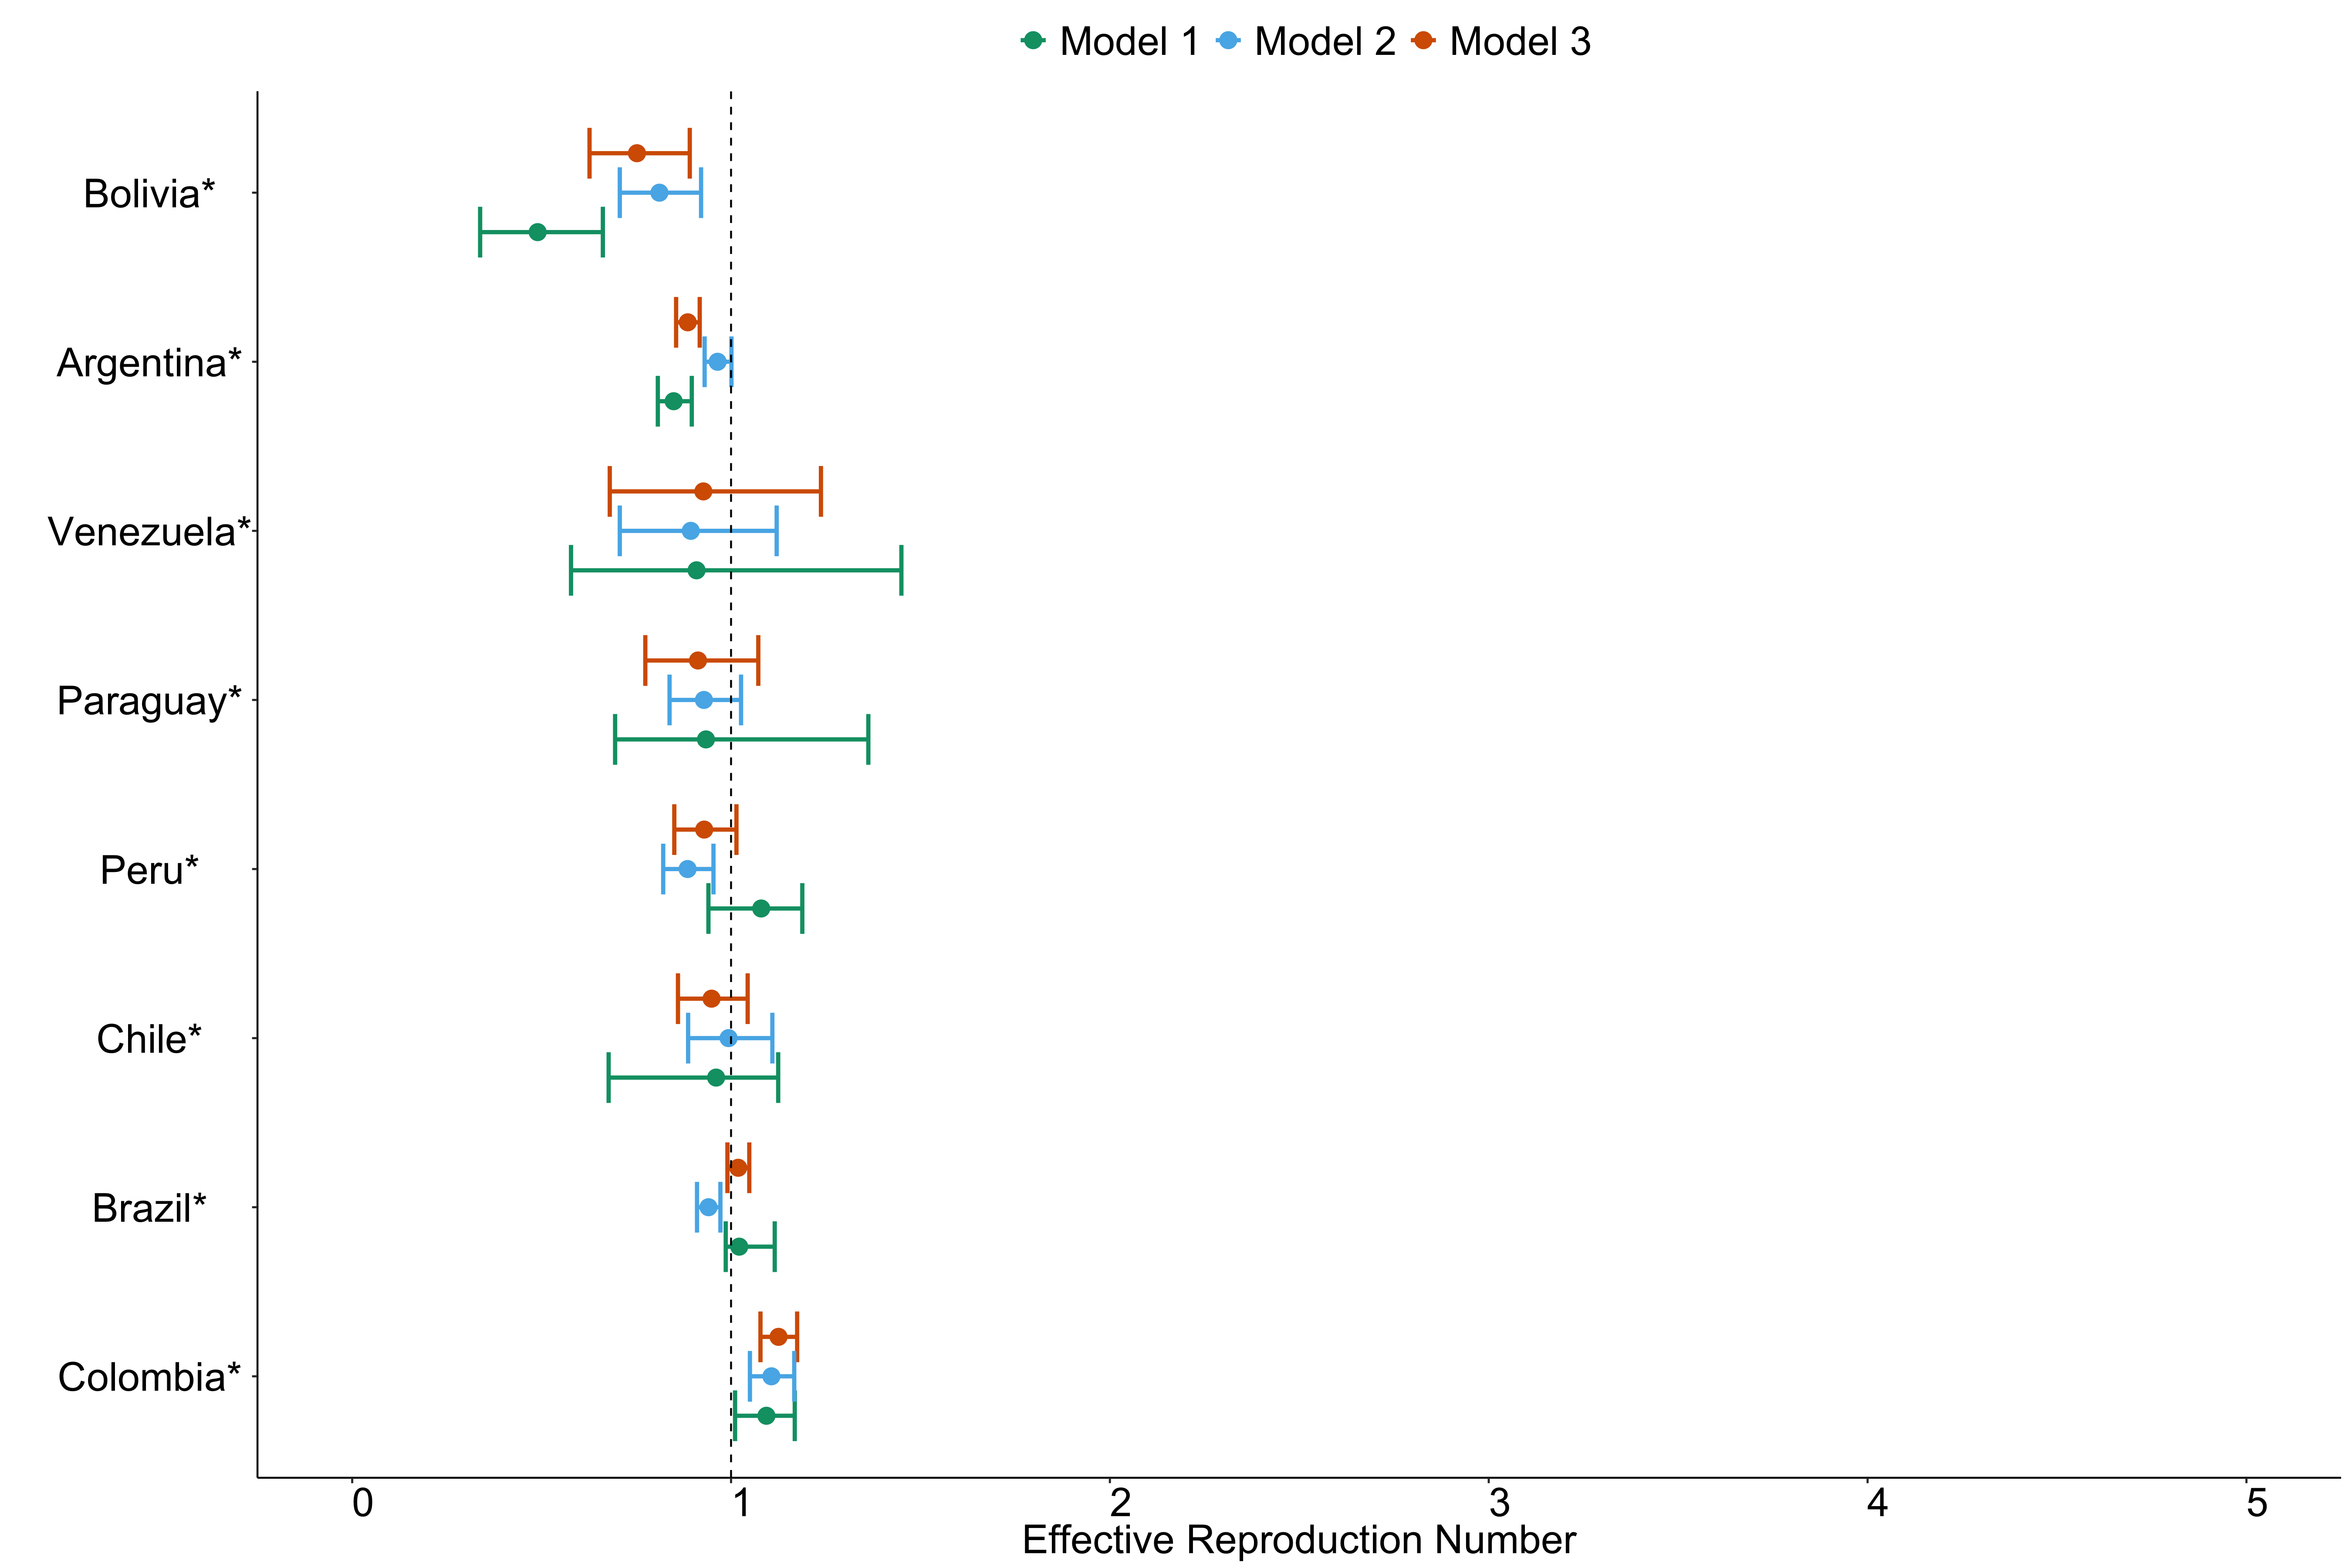 Model 1 Model 2 Model 3
Bolivia*
Argentina*
Venezuela*
Paraguay*
Peru*
Chile*
Brazil*
Colombia*
0 1 2 3 4 5
Effective Reproduction Number